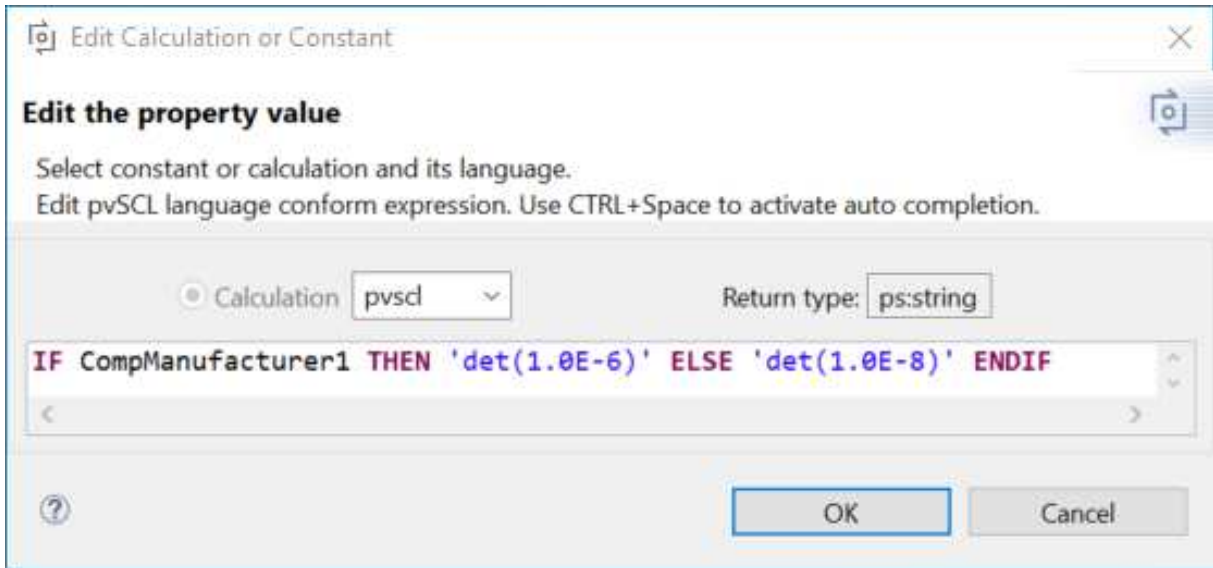 Edit Calculation or Constant
Edit the property value
Select constant or calculation and its language.
Edit pvSCL language conform expression. Use CTRL+Space to activate auto completion.
Calculation pvscl Return type: ps:string
IF CompManufacturer1 THEN 'det(1.0E-6)' ELSE 'det(1.0E-8)' ENDIF
OK Cancel